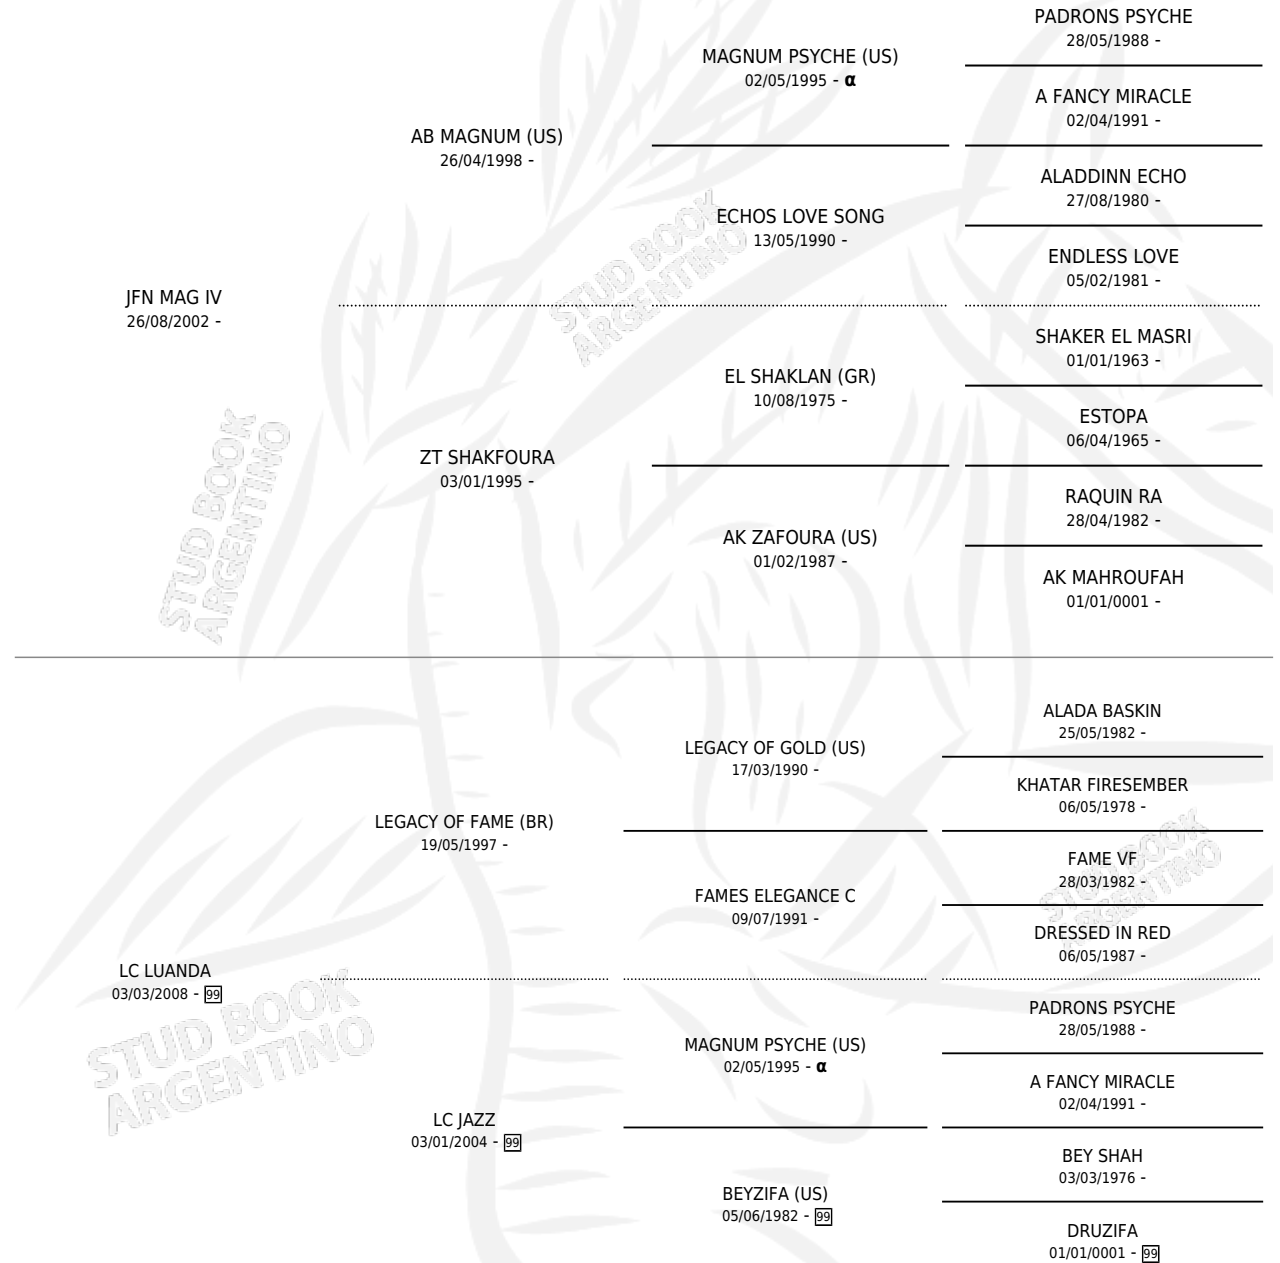 PADRONS PSYCHE
28/05/1988 -
MAGNUM PSYCHE (US)
02/05/1995 - α
A FANCY MIRACLE
02/04/1991 -
AB MAGNUM (US)
26/04/1998 -
ALADDINN ECHO
27/08/1980 -
ECHOS LOVE SONG
13/05/1990 -
ENDLESS LOVE
05/02/1981 -
JFN MAG IV
26/08/2002 -
SHAKER EL MASRI
01/01/1963 -
EL SHAKLAN (GR)
10/08/1975 -
ESTOPA
06/04/1965 -
ZT SHAKFOURA
03/01/1995 -
RAQUIN RA
28/04/1982 -
AK ZAFOURA (US)
01/02/1987 -
AK MAHROUFAH
01/01/0001 -
STUD BOOK
ARGENTINO
STUD BOOK
ARGENTINO
ALADA BASKIN
25/05/1982 -
LEGACY OF GOLD (US)
17/03/1990 -
KHATAR FIRESEMBER
06/05/1978 -
LEGACY OF FAME (BR)
19/05/1997 -
FAME VF
28/03/1982 -
FAMES ELEGANCE C
09/07/1991 -
DRESSED IN RED
06/05/1987 -
LC LUANDA
03/03/2008 - 99
PADRONS PSYCHE
28/05/1988 -
MAGNUM PSYCHE (US)
02/05/1995 - α
A FANCY MIRACLE
02/04/1991 -
LC JAZZ
03/01/2004 - 99
BEY SHAH
03/03/1976 -
BEYZIFA (US)
05/06/1982 - 99
DRUZIFA
01/01/0001 - 99
STUD BOOK
ARGENTINO
STUD BOOK
ARGENTINO